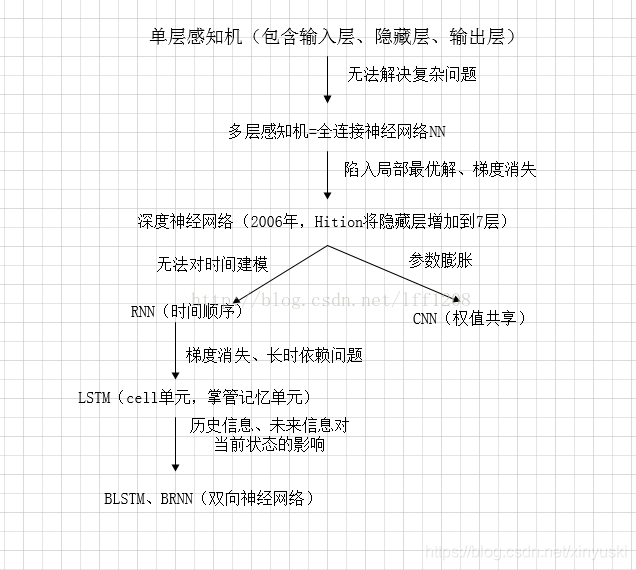 单层感知机（包含输入层、隐藏层、输出层）
无法解决复杂问题
多层感知机=全连接神经网络NN
陷入局部最优解、梯度消失
深度神经网络（2006年，Hition将隐藏层增加到7层）
无法对时间建模
参数膨胀
http://blog.csdn.net/lff1208
RNN（时间顺序）
CNN（权值共享）
梯度消失、长时依赖问题
LSTM（cell单元，掌管记忆单元）
历史信息、未来信息对
当前状态的影响
BLSTM、BRNN（双向神经网络）
https://blog.csdn.net/xinyuski